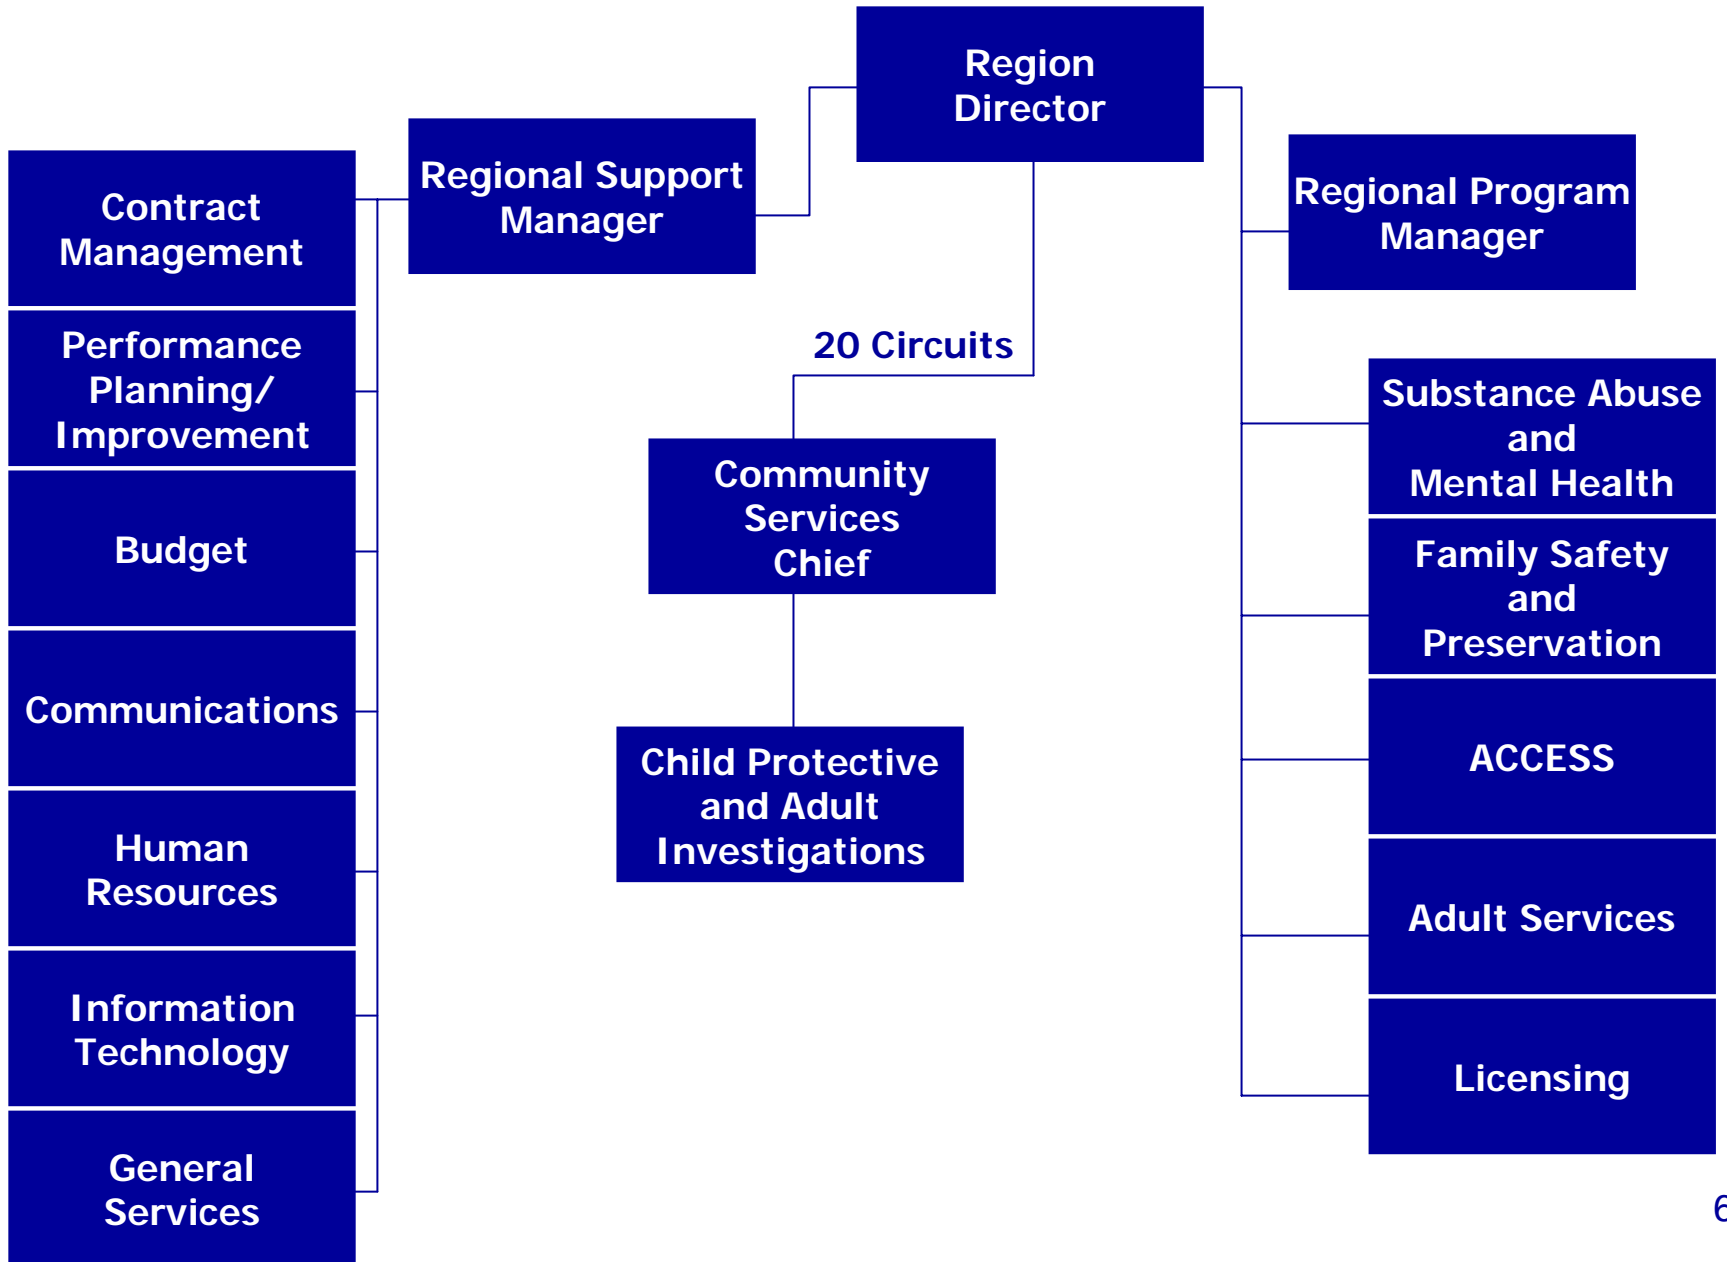 Region
Director
Regional Support
Manager
Regional Program
Manager
Contract
Management
Performance
Planning/
Improvement
Budget
Communications
Human
Resources
Information
Technology
General
Services
20 Circuits
Community
Services
Chief
Child Protective
and Adult
Investigations
Substance Abuse
and
Mental Health
Family Safety
and
Preservation
ACCESS
Adult Services
Licensing
6